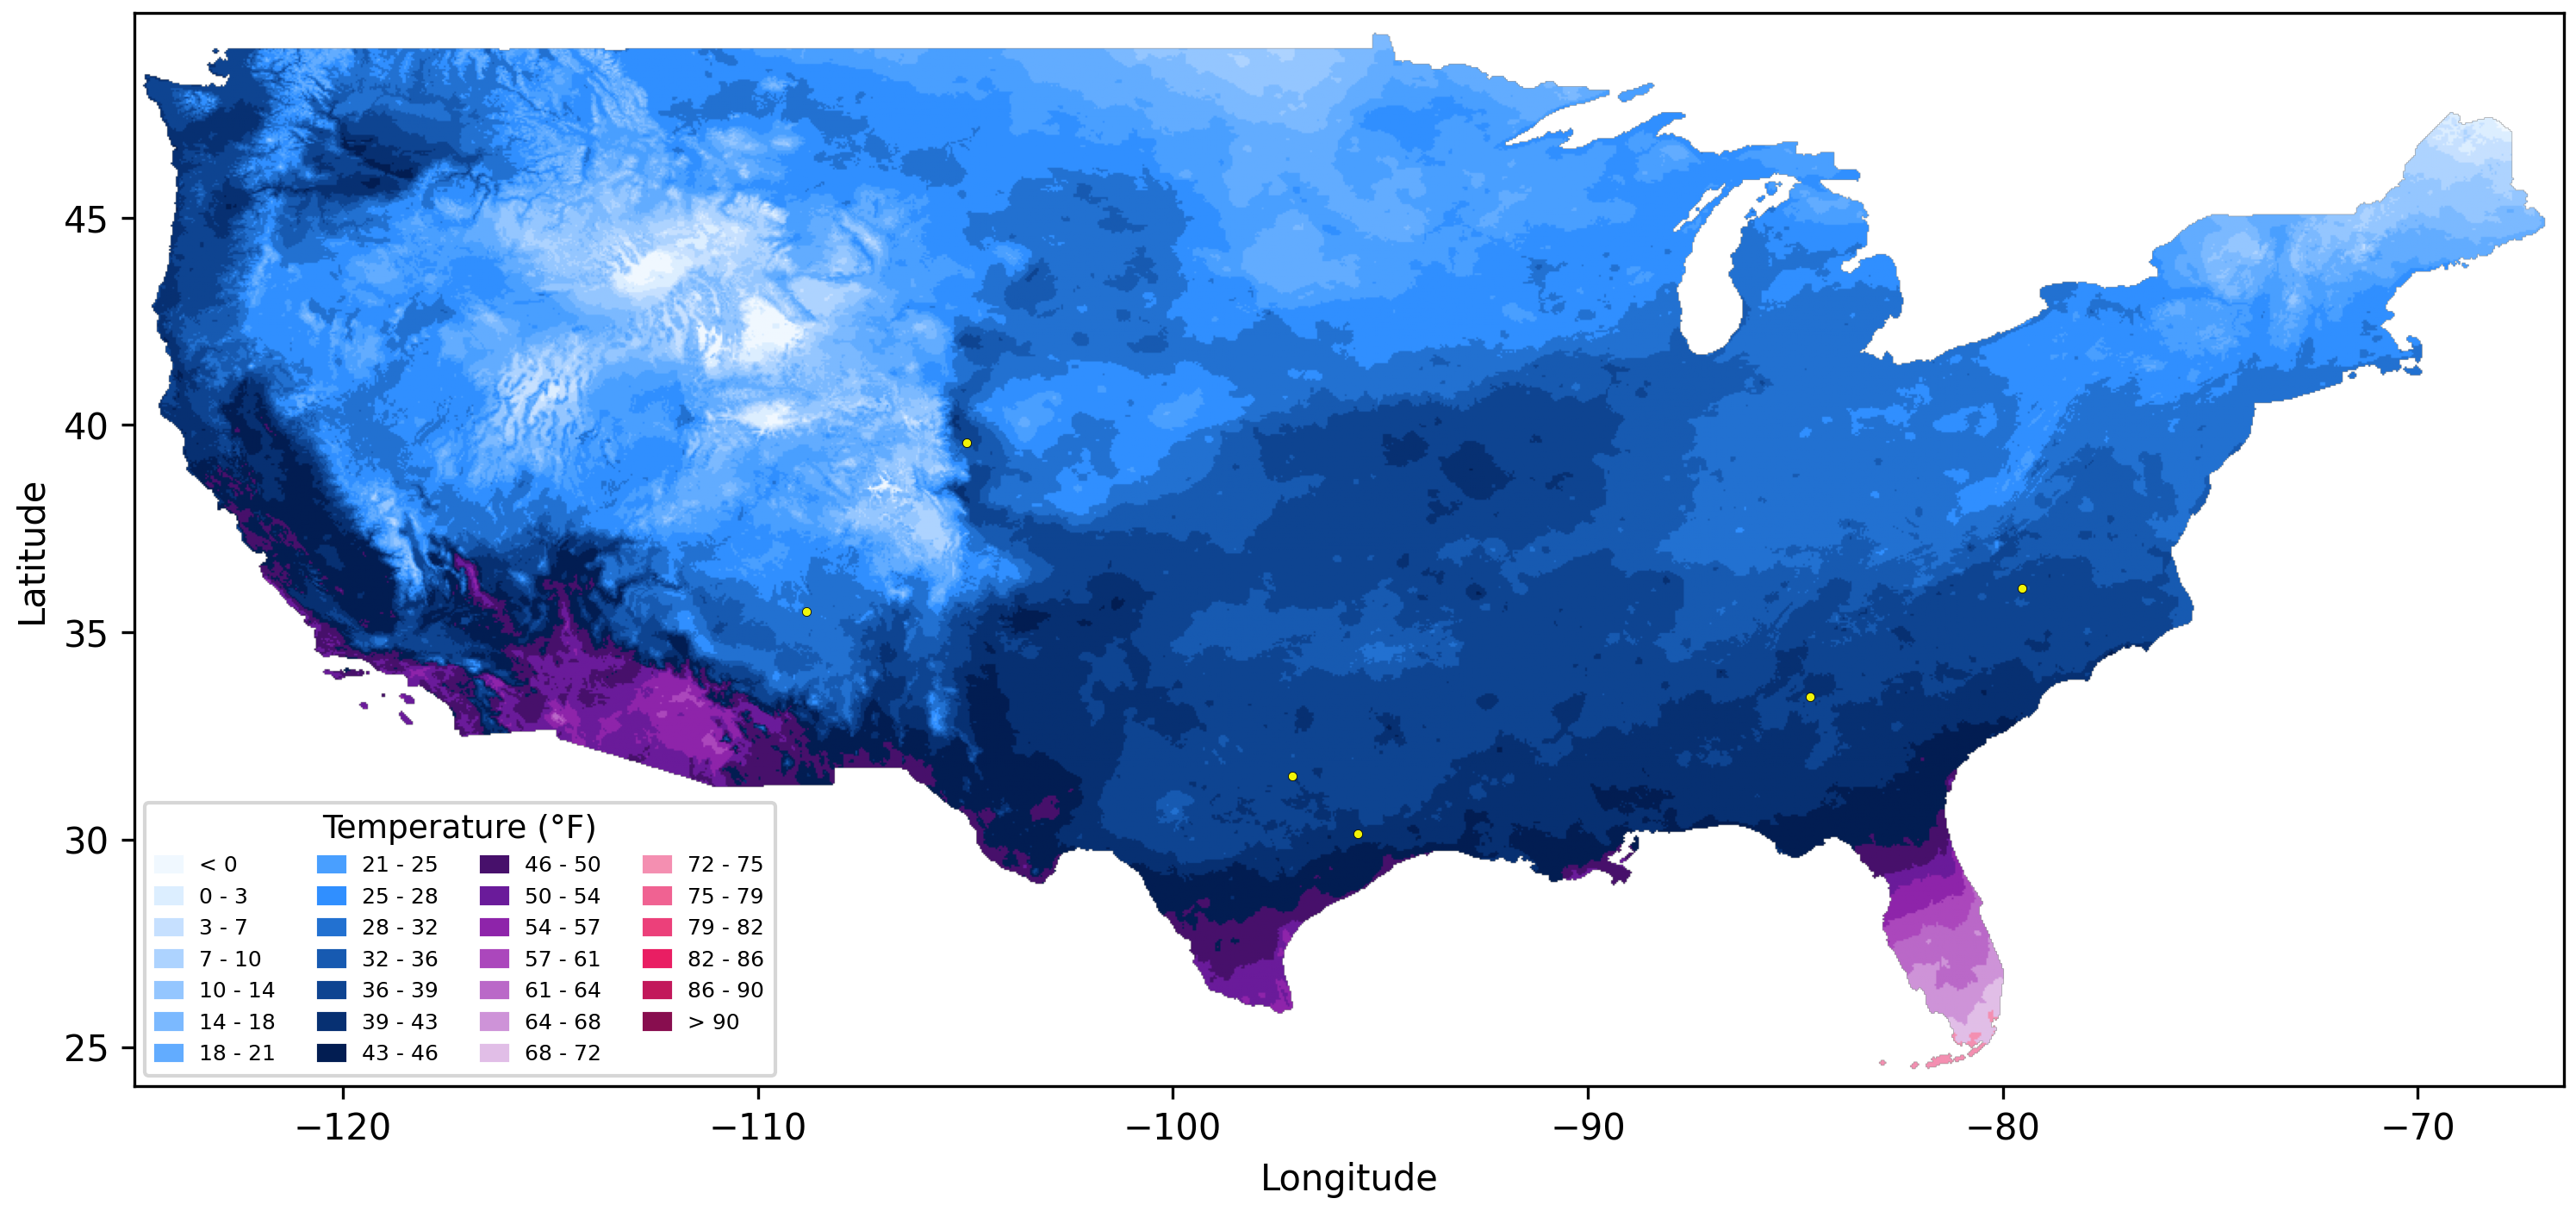 45
40
35
30
25
Latitude
Temperature (°F)
< 0
0 - 3
3 - 7
7 - 10
10 - 14
14 - 18
18 - 21
21 - 25
25 - 28
28 - 32
32 - 36
36 - 39
39 - 43
43 - 46
46 - 50
50 - 54
54 - 57
57 - 61
61 - 64
64 - 68
68 - 72
72 - 75
75 - 79
79 - 82
82 - 86
86 - 90
> 90
−120
−110
−100
−90
−80
−70
Longitude